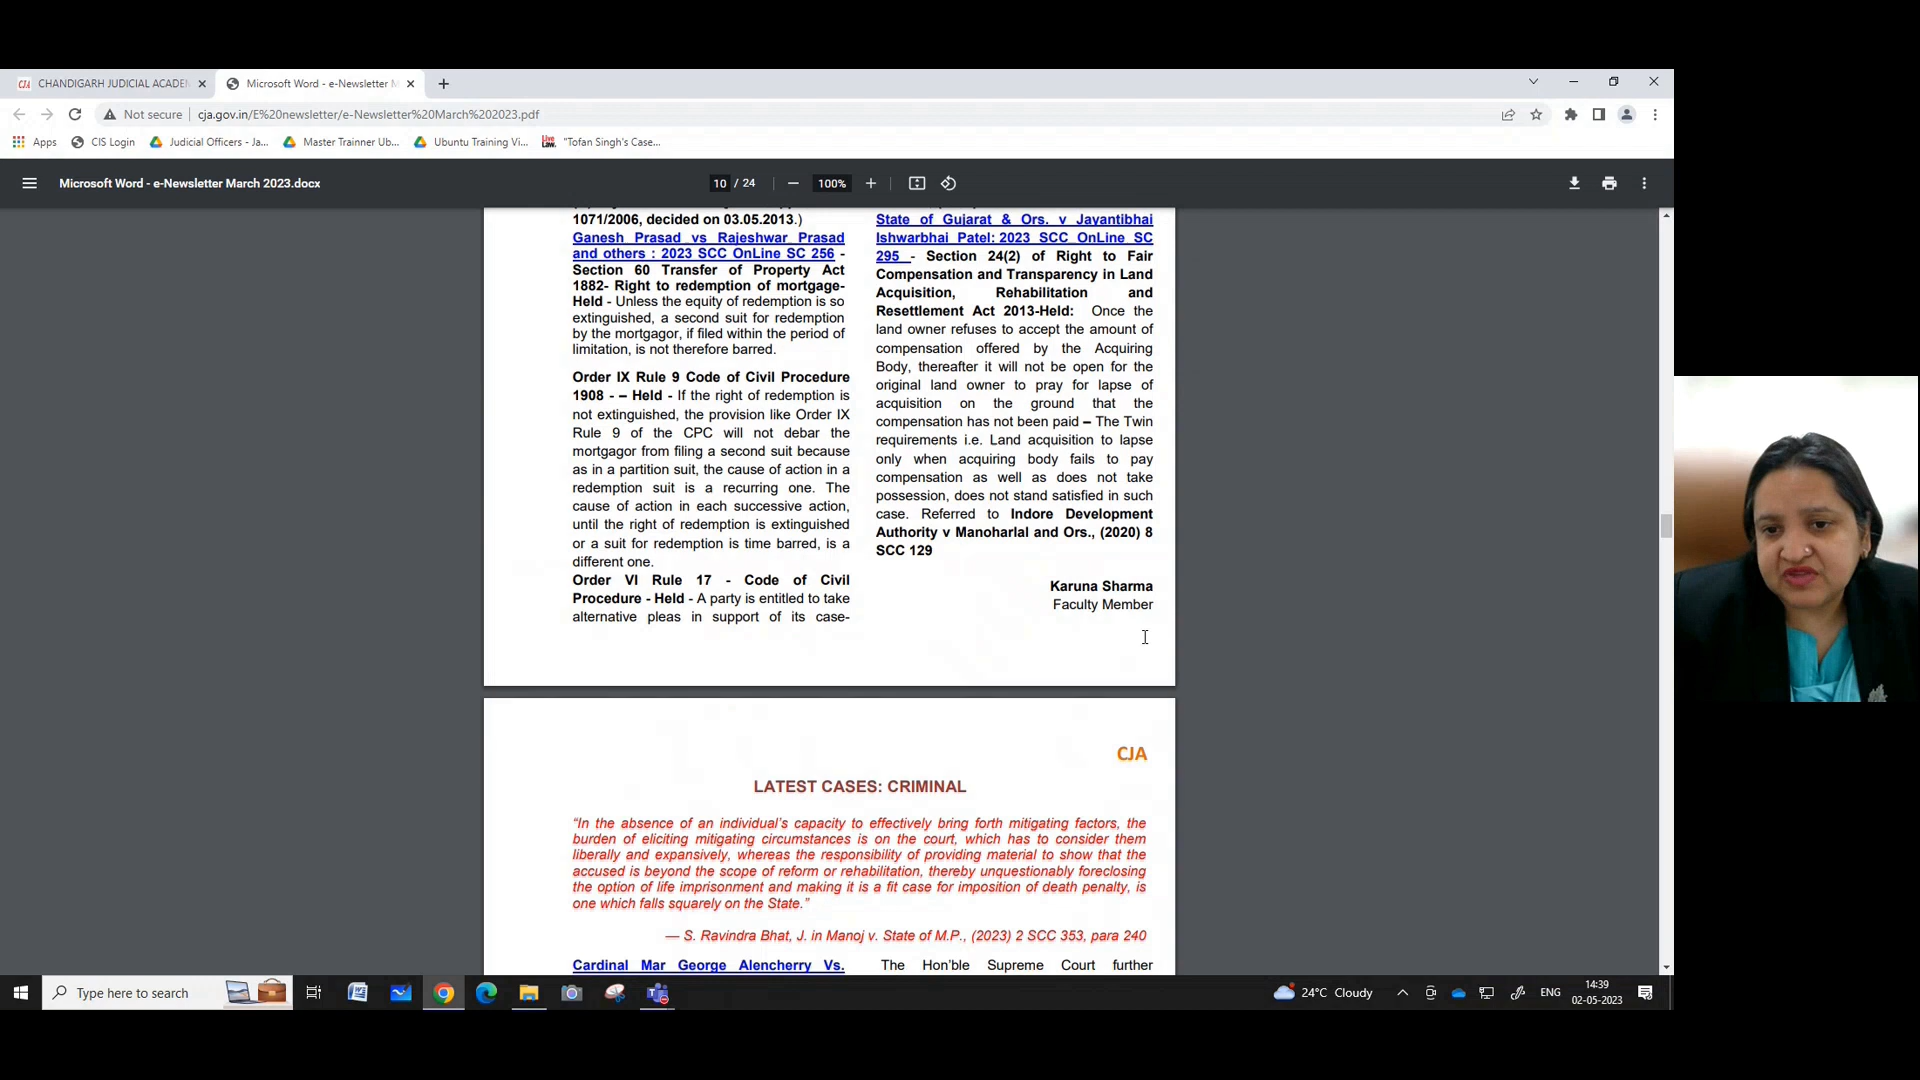 CHANDIGARH JUDICIAL ACADEM
Microsoft Word - e-Newsletter M
Not secure
cja.gov.in/E%20newsletter/e-Newsletter%20March%202023.pdf
Apps
CIS Login
Judicial Officers - Ja...
Master Trainner Ub...
Ubuntu Training Vi...
"Tofan Singh's Case...
Microsoft Word - e-Newsletter March 2023.docx
10 / 24
100%
1071/2006, decided on 03.05.2013.)
Ganesh Prasad vs Rajeshwar Prasad
and others : 2023 SCC OnLine SC 256 -
Section 60 Transfer of Property Act
1882- Right to redemption of mortgage-
Held - Unless the equity of redemption is so
extinguished, a second suit for redemption
by the mortgagor, if filed within the period of
limitation, is not therefore barred.
Order IX Rule 9 Code of Civil Procedure
1908 - – Held - If the right of redemption is
not extinguished, the provision like Order IX
Rule 9 of the CPC will not debar the
mortgagor from filing a second suit because
as in a partition suit, the cause of action in a
redemption suit is a recurring one. The
cause of action in each successive action,
until the right of redemption is extinguished
or a suit for redemption is time barred, is a
different one.
Order VI Rule 17 - Code of Civil
Procedure - Held - A party is entitled to take
alternative pleas in support of its case-
State of Gujarat & Ors. v Jayantibhai
Ishwarbhai Patel: 2023 SCC OnLine SC
295 - Section 24(2) of Right to Fair
Compensation and Transparency in Land
Acquisition, Rehabilitation and
Resettlement Act 2013-Held: Once the
land owner refuses to accept the amount of
compensation offered by the Acquiring
Body, thereafter it will not be open for the
original land owner to pray for lapse of
acquisition on the ground that the
compensation has not been paid – The Twin
requirements i.e. Land acquisition to lapse
only when acquiring body fails to pay
compensation as well as does not take
possession, does not stand satisfied in such
case. Referred to Indore Development
Authority v Manoharlal and Ors., (2020) 8
SCC 129
Karuna Sharma
Faculty Member
CJA
LATEST CASES: CRIMINAL
“In the absence of an individual’s capacity to effectively bring forth mitigating factors, the
burden of eliciting mitigating circumstances is on the court, which has to consider them
liberally and expansively, whereas the responsibility of providing material to show that the
accused is beyond the scope of reform or rehabilitation, thereby unquestionably foreclosing
the option of life imprisonment and making it is a fit case for imposition of death penalty, is
one which falls squarely on the State.”
— S. Ravindra Bhat, J. in Manoj v. State of M.P., (2023) 2 SCC 353, para 240
Cardinal Mar George Alencherry Vs.
The Hon’ble Supreme Court further
Type here to search
24°C Cloudy
ENG
14:39
02-05-2023